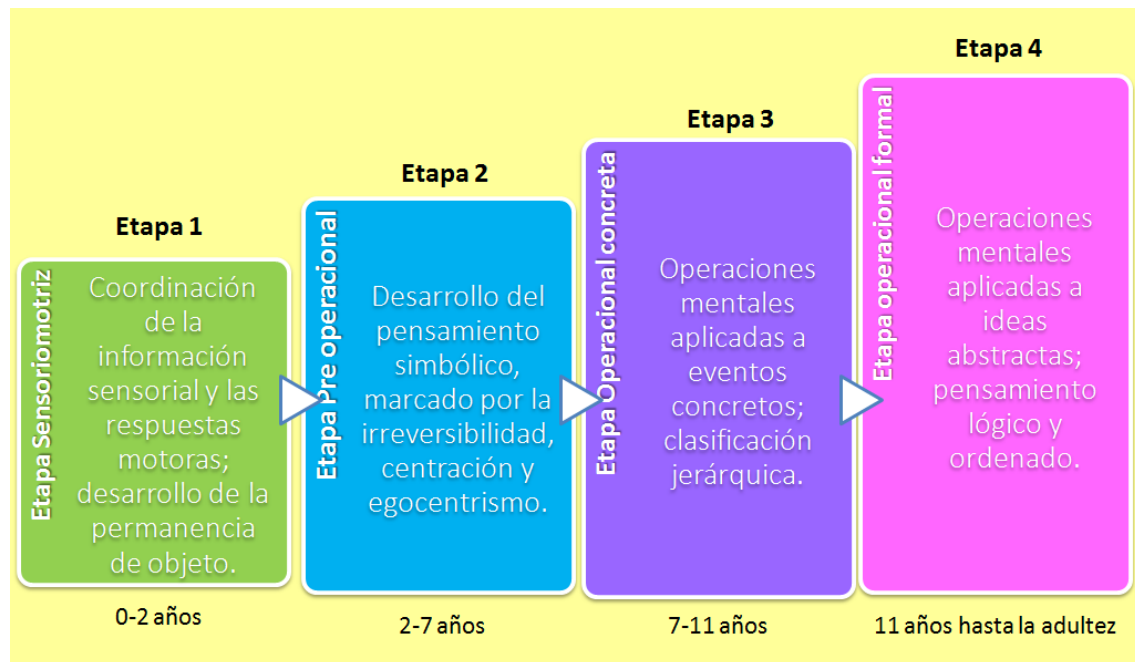 Etapa 1
Etapa Sensoriomotriz
Coordinación
de la
información
sensorial y las
respuestas
motoras;
desarrollo de la
permanencia
de objeto.
0-2 años
Etapa 2
Etapa Pre operacional
Desarrollo del
pensamiento
simbólico,
marcado por la
irreversibilidad,
centración y
egocentrismo.
2-7 años
Etapa 3
Etapa Operacional concreta
Operaciones
mentales
aplicadas a
eventos
concretos;
clasificación
jerárquica.
7-11 años
Etapa 4
Etapa operacional formal
Operaciones
mentales
aplicadas a
ideas
abstractas;
pensamiento
lógico y
ordenado.
11 años hasta la adultez